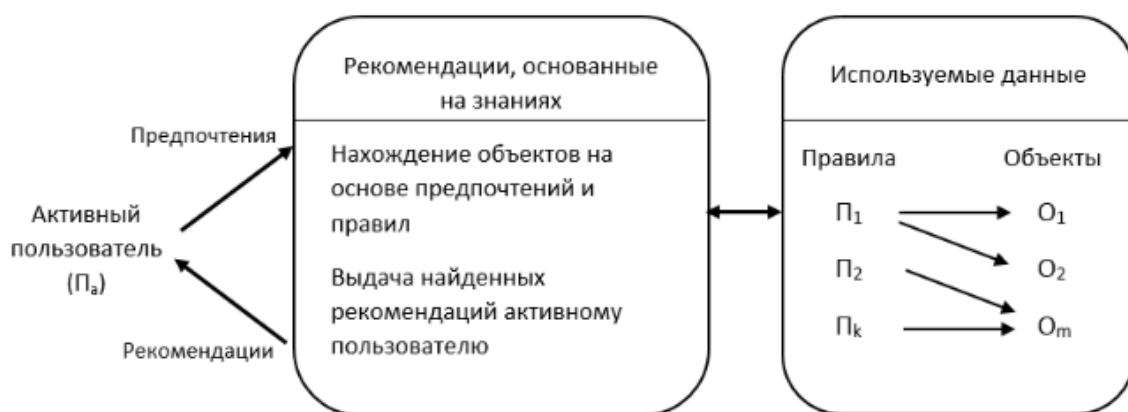 Рекомендации, основанные
на знаниях
Используемые данные
Предпочтения
Нахождение объектов на
основе предпочтений и
правил
Правила
Объекты
Активный
пользователь
(Пₐ)
П₁
О₁
П₂
О₂
Выдача найденных
рекомендаций активному
пользователю
Пₖ
Оₘ
Рекомендации